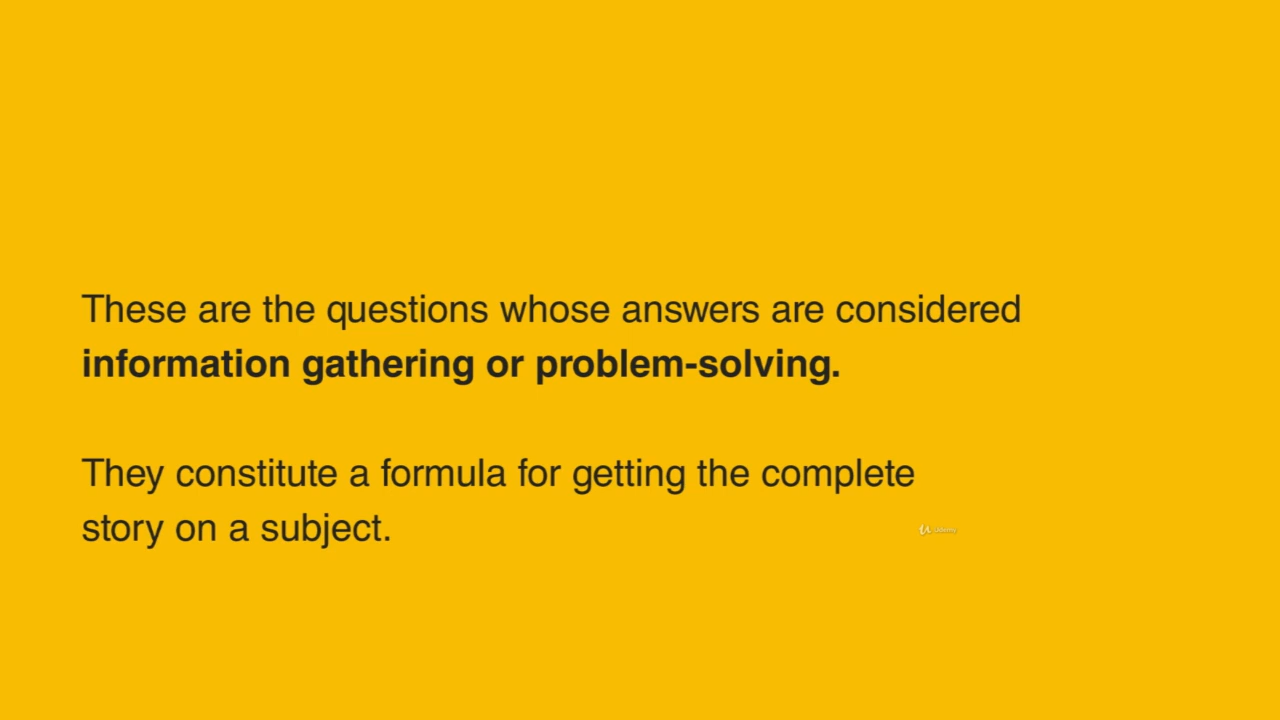 These are the questions whose answers are considered
information gathering or problem-solving.
They constitute a formula for getting the complete
story on a subject.
Udemy